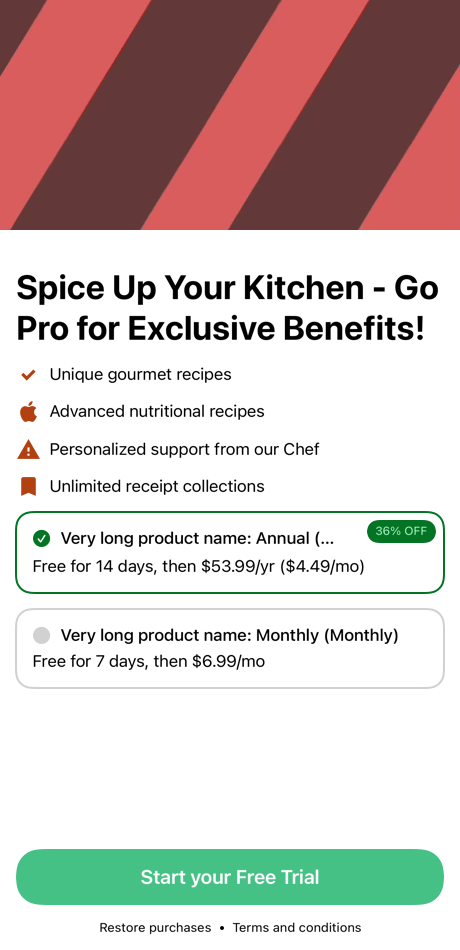 Spice Up Your Kitchen - Go
Pro for Exclusive Benefits!
Unique gourmet recipes
Advanced nutritional recipes
Personalized support from our Chef
Unlimited receipt collections
Very long product name: Annual (...
36% OFF
Free for 14 days, then $53.99/yr ($4.49/mo)
Very long product name: Monthly (Monthly)
Free for 7 days, then $6.99/mo
Start your Free Trial
Restore purchases • Terms and conditions